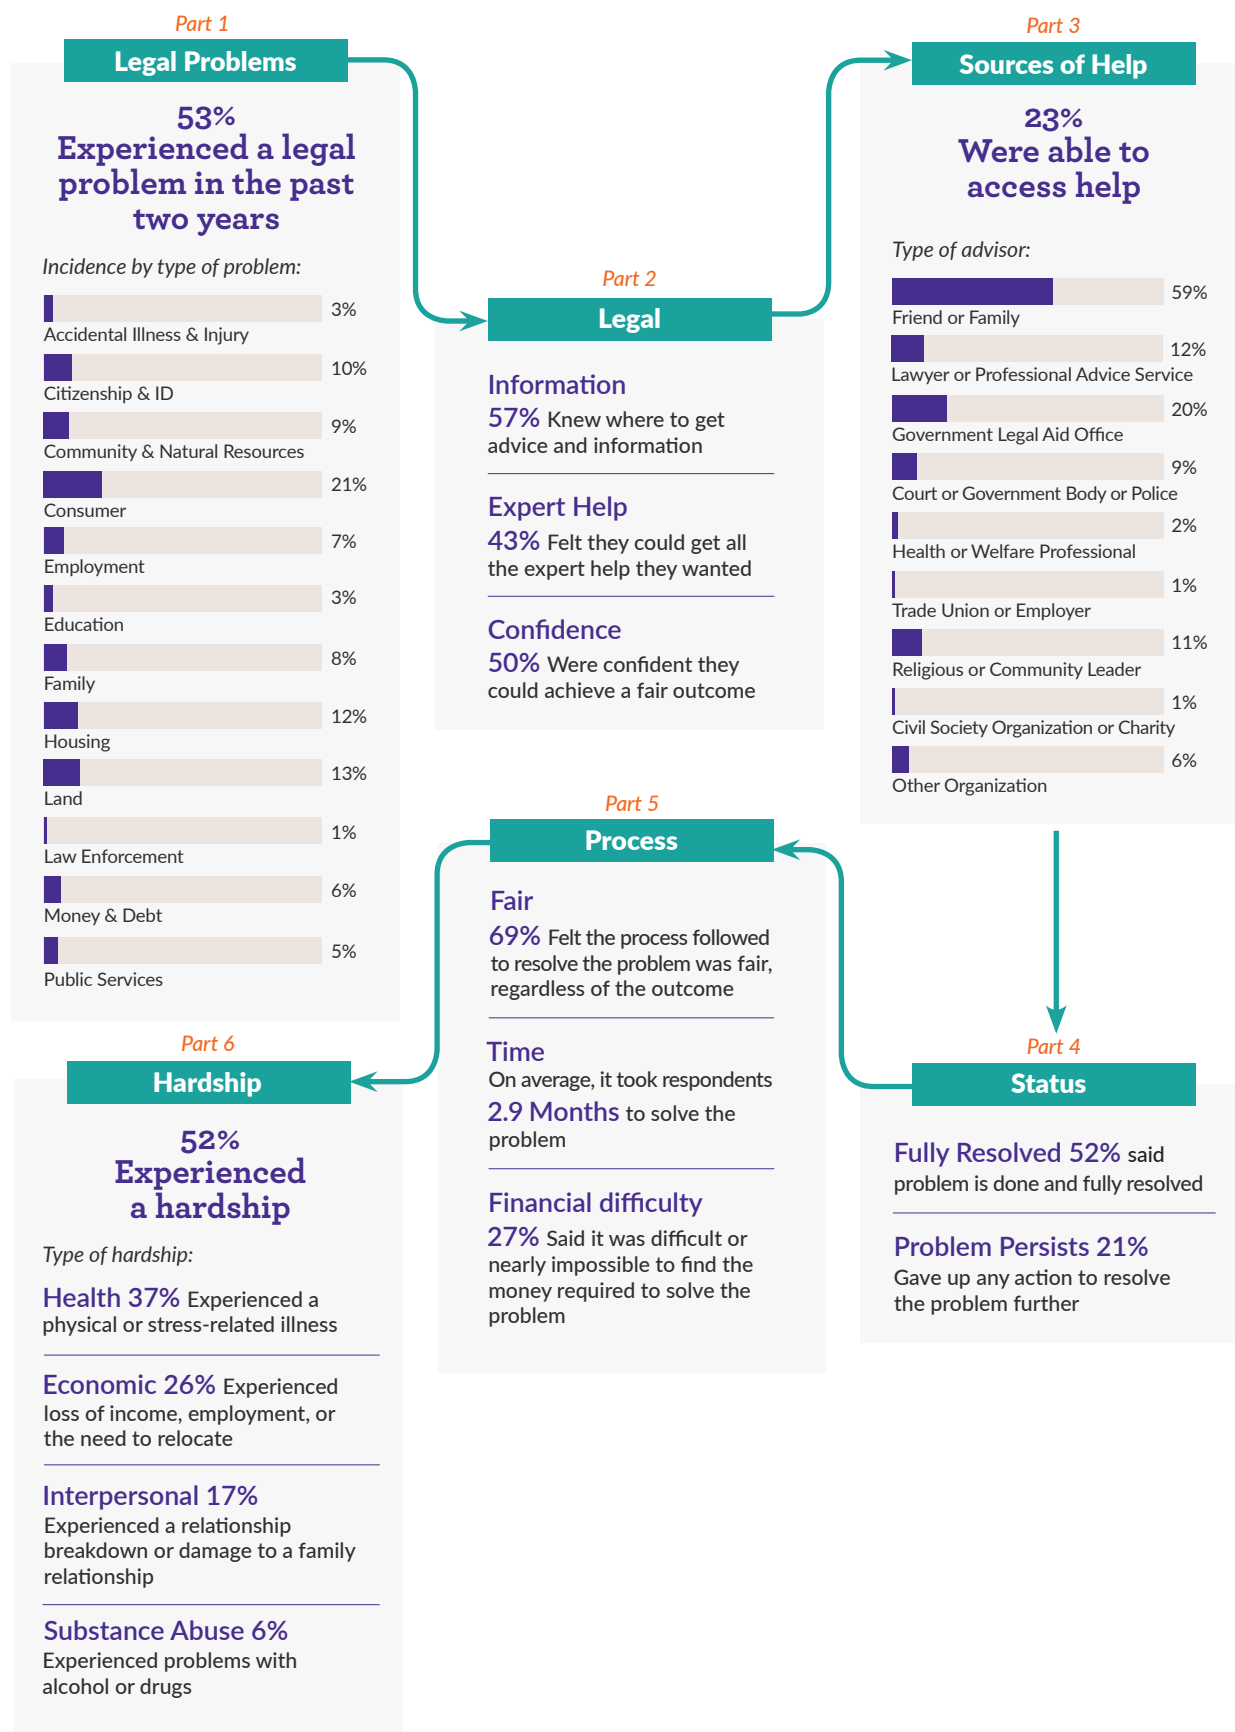 Part 1
Legal Problems
53%
Experienced a legal
problem in the past
two years
Incidence by type of problem:
3%
Accidental Illness & Injury
10%
Citizenship & ID
9%
Community & Natural Resources
21%
Consumer
7%
Employment
3%
Education
8%
Family
12%
Housing
13%
Land
1%
Law Enforcement
6%
Money & Debt
5%
Public Services
Part 2
Legal
Information
57% Knew where to get
advice and information
Expert Help
43% Felt they could get all
the expert help they wanted
Confidence
50% Were confident they
could achieve a fair outcome
Part 3
Sources of Help
23%
Were able to
access help
Type of advisor:
59%
Friend or Family
12%
Lawyer or Professional Advice Service
20%
Government Legal Aid Office
9%
Court or Government Body or Police
2%
Health or Welfare Professional
1%
Trade Union or Employer
11%
Religious or Community Leader
1%
Civil Society Organization or Charity
6%
Other Organization
Part 4
Status
Fully Resolved 52% said
problem is done and fully resolved
Problem Persists 21%
Gave up any action to resolve
the problem further
Part 5
Process
Fair
69% Felt the process followed
to resolve the problem was fair,
regardless of the outcome
Time
On average, it took respondents
2.9 Months to solve the
problem
Financial difficulty
27% Said it was difficult or
nearly impossible to find the
money required to solve the
problem
Part 6
Hardship
52%
Experienced
a hardship
Type of hardship:
Health 37% Experienced a
physical or stress-related illness
Economic 26% Experienced
loss of income, employment, or
the need to relocate
Interpersonal 17%
Experienced a relationship
breakdown or damage to a family
relationship
Substance Abuse 6%
Experienced problems with
alcohol or drugs